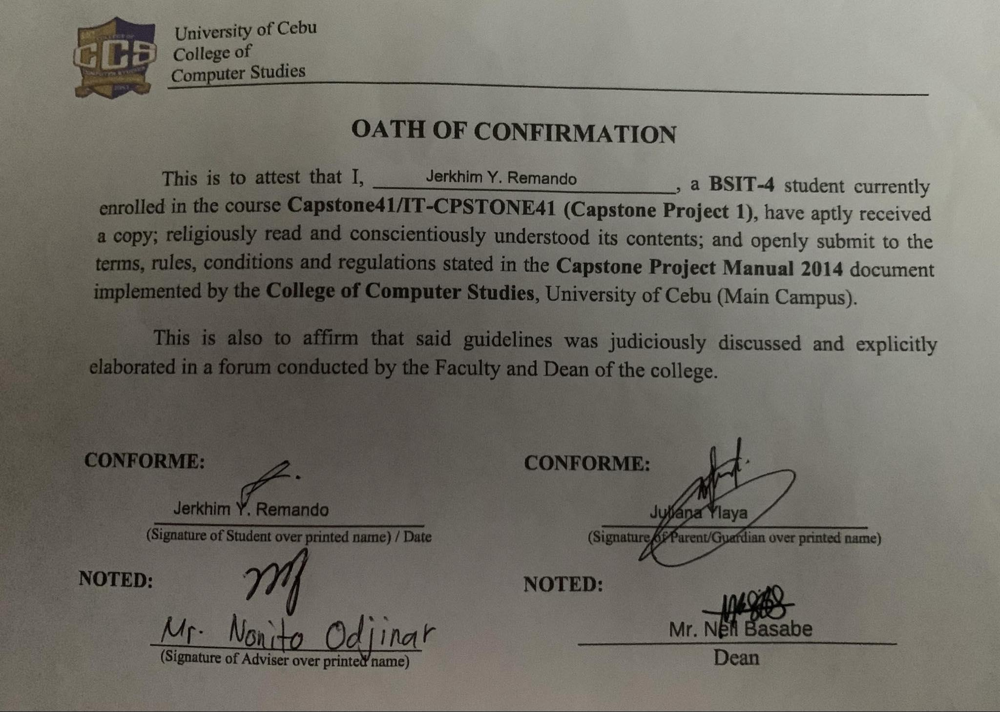 CCS
University of Cebu
College of
Computer Studies
OATH OF CONFIRMATION
This is to attest that I, Jerkhim Y. Remando, a BSIT-4 student currently
enrolled in the course Capstone41/IT-CPSTONE41 (Capstone Project 1), have aptly received
a copy; religiously read and conscientiously understood its contents; and openly submit to the
terms, rules, conditions and regulations stated in the Capstone Project Manual 2014 document
implemented by the College of Computer Studies, University of Cebu (Main Campus).
This is also to affirm that said guidelines was judiciously discussed and explicitly
elaborated in a forum conducted by the Faculty and Dean of the college.
CONFORME:
Jerkhim Y. Remando
(Signature of Student over printed name) / Date
CONFORME:
Juliana Ylaya
(Signature of Parent/Guardian over printed name)
NOTED:
Mr. Nonito Odjinar
(Signature of Adviser over printed name)
NOTED:
Mr. Neil Basabe
Dean